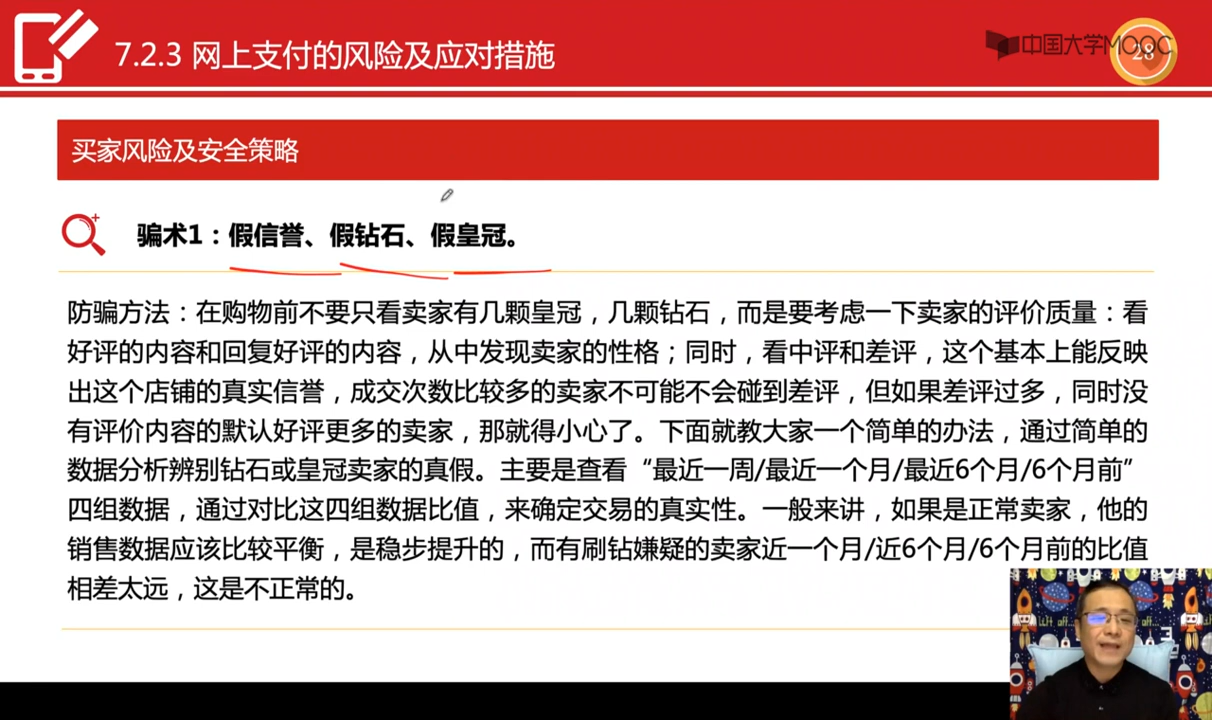 7.2.3 网上支付的风险及应对措施
中国大学MOOC
28
买家风险及安全策略
骗术1：假信誉、假钻石、假皇冠。
防骗方法：在购物前不要只看卖家有几颗皇冠，几颗钻石，而是要考虑一下卖家的评价质量：看
好评的内容和回复好评的内容，从中发现卖家的性格；同时，看中评和差评，这个基本上能反映
出这个店铺的真实信誉，成交次数比较多的卖家不可能不会碰到差评，但如果差评过多，同时没
有评价内容的默认好评更多的卖家，那就得小心了。下面就教大家一个简单的办法，通过简单的
数据分析辨别钻石或皇冠卖家的真假。主要是查看“最近一周/最近一个月/最近6个月/6个月前”
四组数据，通过对比这四组数据比值，来确定交易的真实性。一般来讲，如果是正常卖家，他的
销售数据应该比较平衡，是稳步提升的，而有刷钻嫌疑的卖家近一个月/近6个月/6个月前的比值
相差太远，这是不正常的。